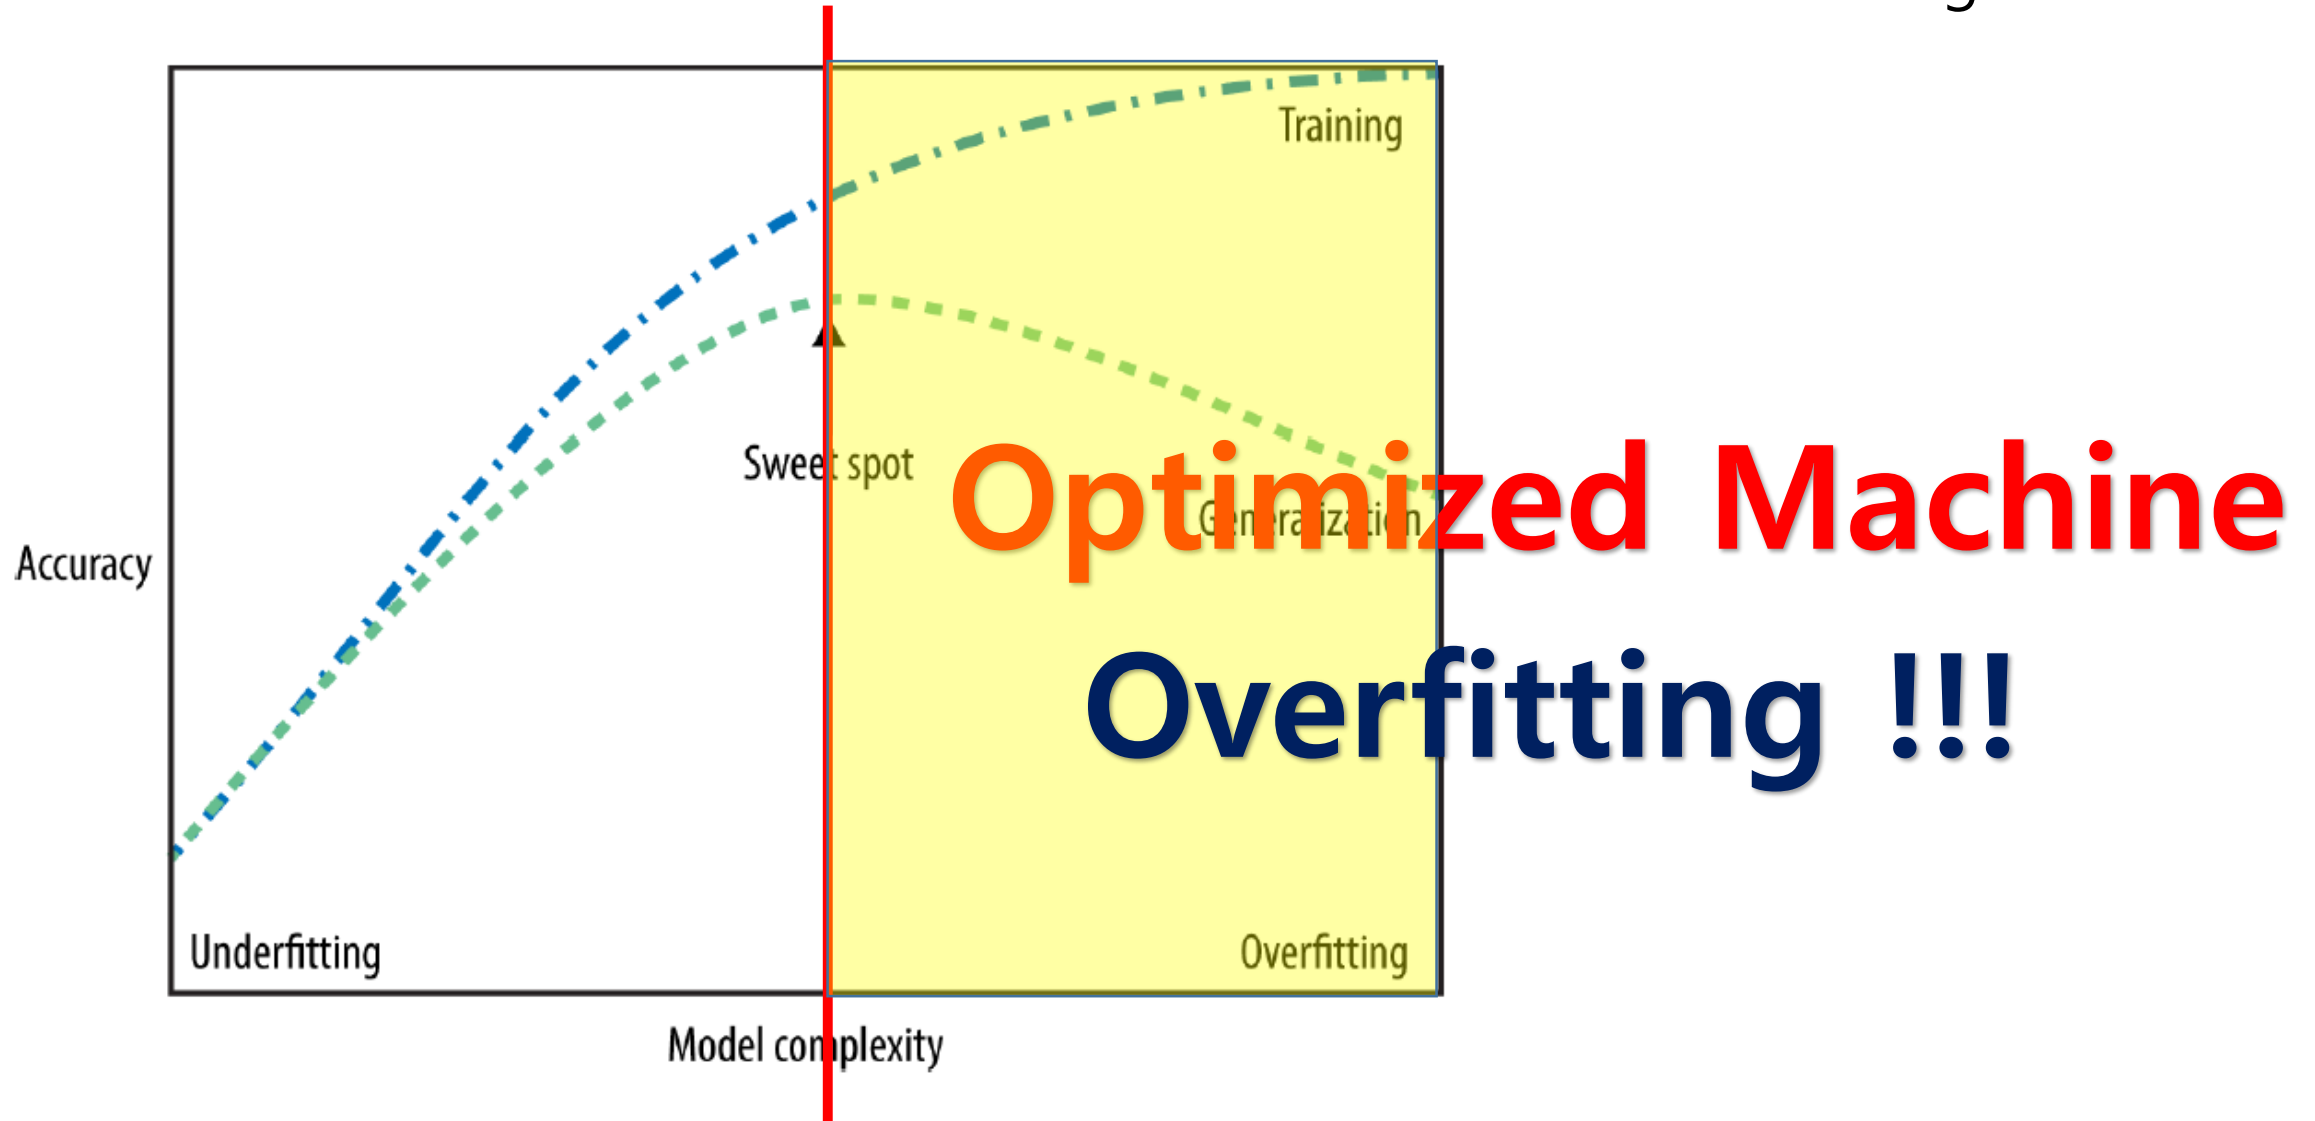 Training
Sweet spot
Optimized Machine
Generalization
Accuracy
Overfitting !!!
Underfitting
Overfitting
Model complexity